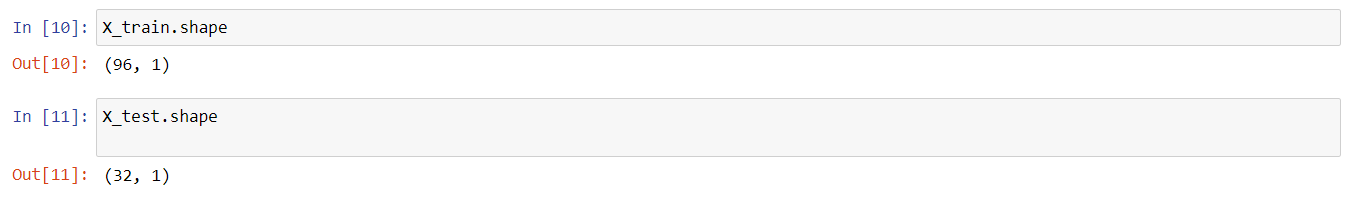 In [10]: X_train.shape
Out[10]: (96, 1)
In [11]: X_test.shape
Out[11]: (32, 1)